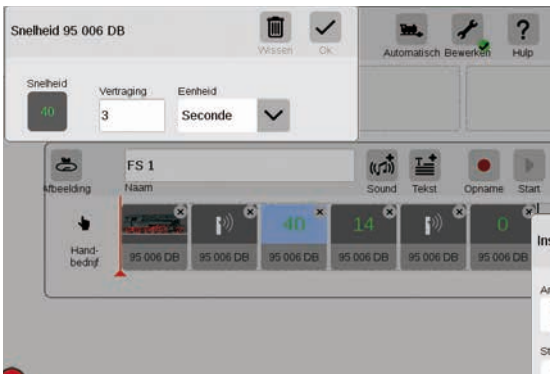 Snelheid 95 006 DB
Wissen
Ok
Automatisch
Bewerken
Hulp
Snelheid
Vertraging
Eenheid
40
3
Seconde
FS 1
Afbeelding
Naam
Sound
Tekst
Opname
Start
Hand-
bedrijf
40
14
0
95 006 DB
95 006 DB
95 006 DB
95 006 DB
95 006 DB
95 006 DB